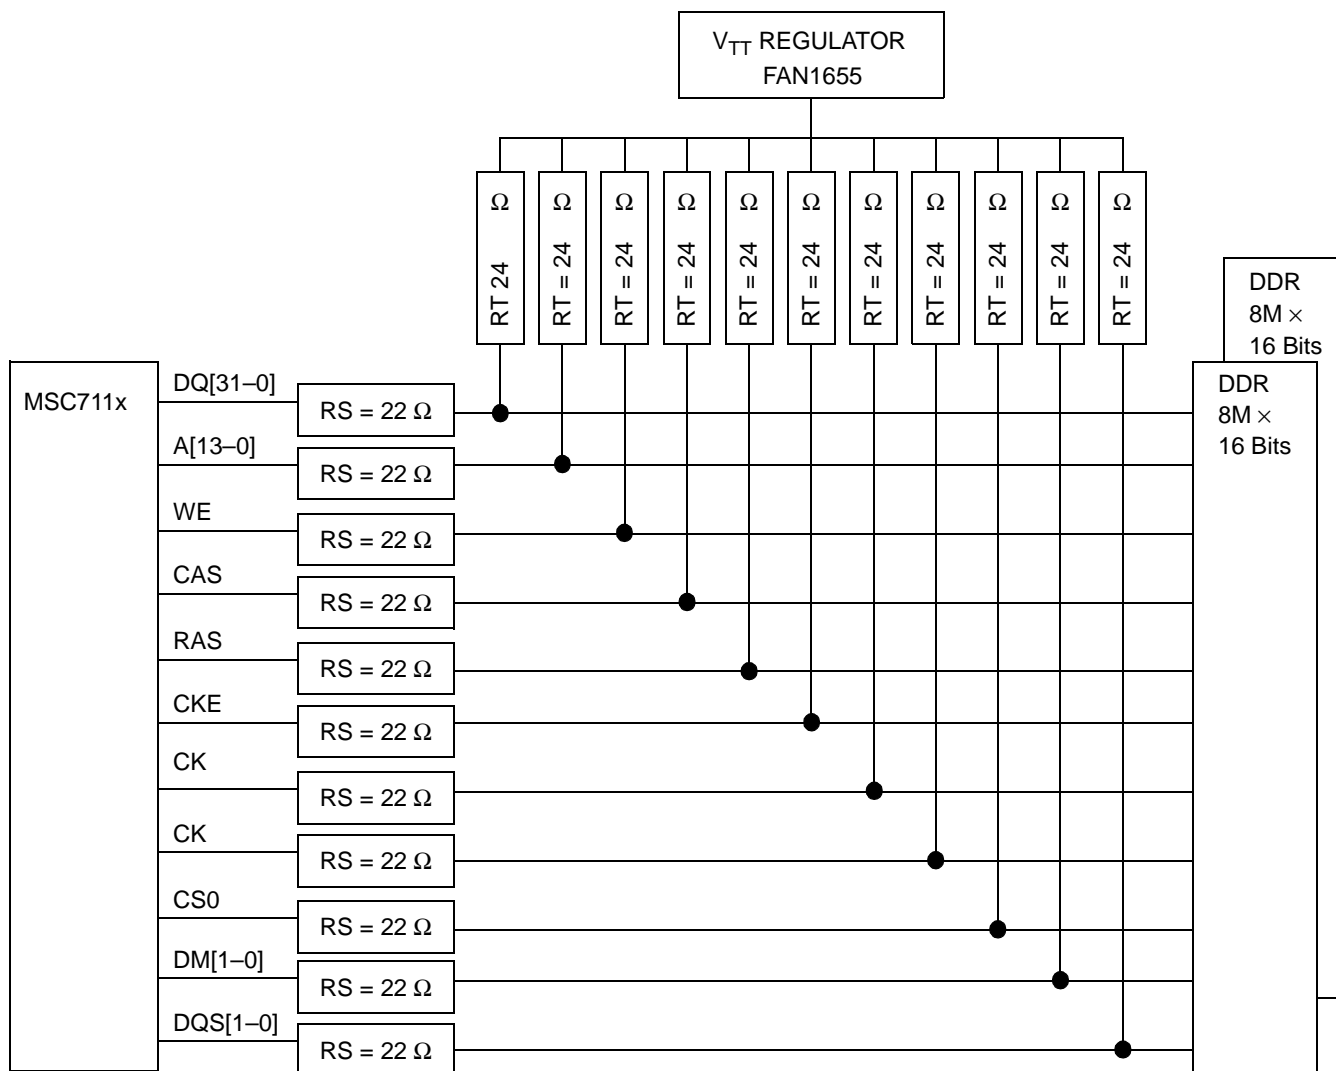 V_TT REGULATOR
FAN1655
RT 24 Ω
RT = 24 Ω
RT = 24 Ω
RT = 24 Ω
RT = 24 Ω
RT = 24 Ω
RT = 24 Ω
RT = 24 Ω
RT = 24 Ω
RT = 24 Ω
RT = 24 Ω
DDR
8M ×
16 Bits
DDR
8M ×
16 Bits
MSC711x
DQ[31–0]
RS = 22 Ω
A[13–0]
RS = 22 Ω
WE
RS = 22 Ω
CAS
RS = 22 Ω
RAS
RS = 22 Ω
CKE
RS = 22 Ω
CK
RS = 22 Ω
CK
RS = 22 Ω
CS0
RS = 22 Ω
DM[1–0]
RS = 22 Ω
DQS[1–0]
RS = 22 Ω